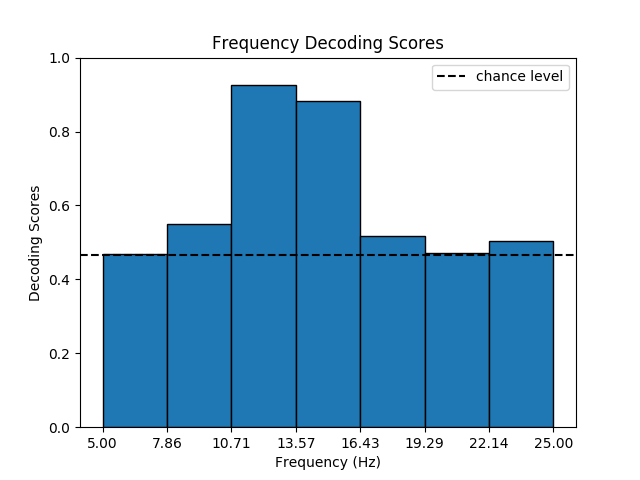 Frequency Decoding Scores
chance level
1.0
0.8
0.6
0.4
0.2
0.0
Decoding Scores
5.00 7.86 10.71 13.57 16.43 19.29 22.14 25.00
Frequency (Hz)